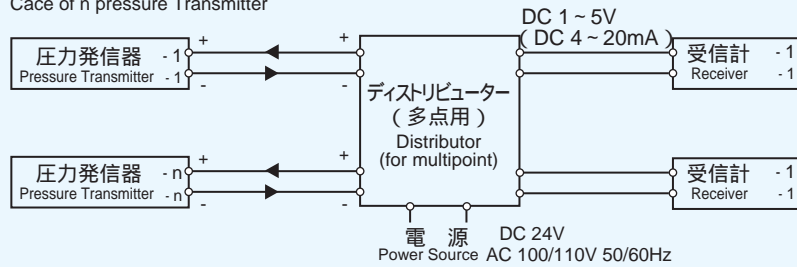 Cace of n pressure Transmitter
DC 1 ~ 5V
( DC 4 ~ 20mA )
圧力発信器 - 1
Pressure Transmitter - 1
+
-
+
-
ディストリビューター
( 多点用 )
Distributor
(for multipoint)
受信計 - 1
Receiver - 1
圧力発信器 - n
Pressure Transmitter - n
+
-
+
-
受信計 - 1
Receiver - 1
電 源 DC 24V
Power Source AC 100/110V 50/60Hz